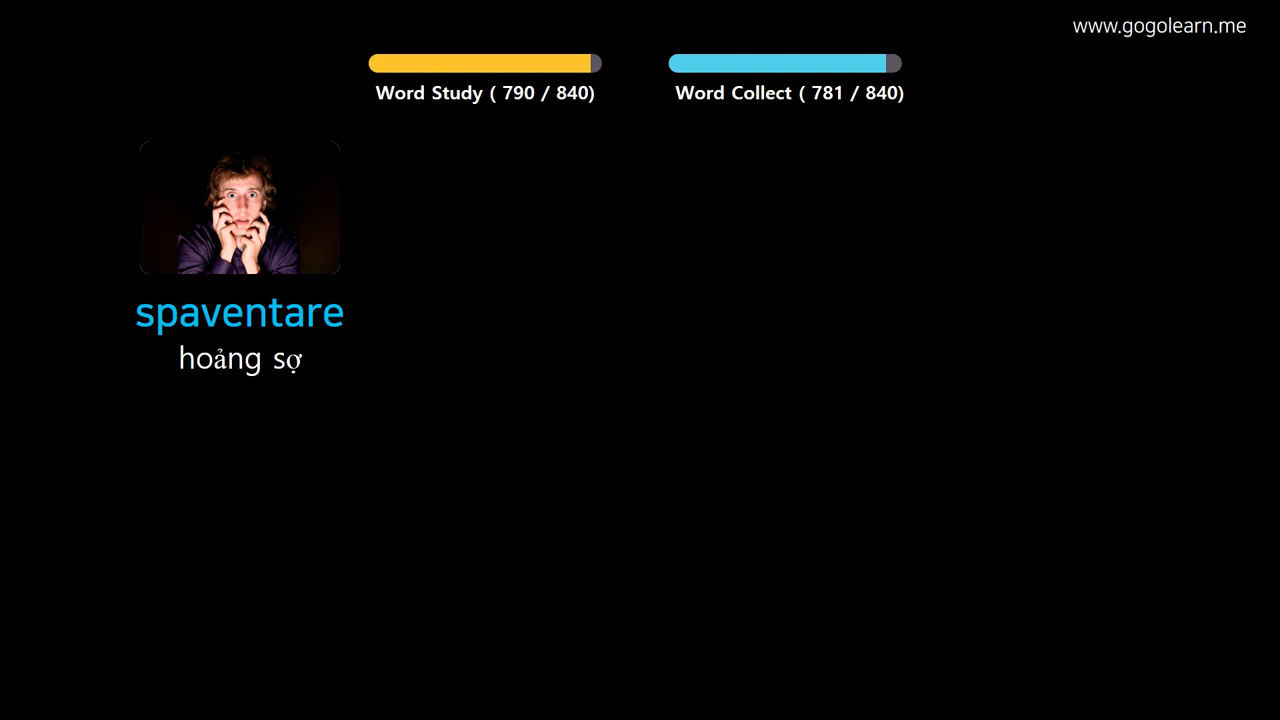 www.gogolearn.me
Word Study ( 790 / 840)
Word Collect ( 781 / 840)
spaventare
hoảng sợ